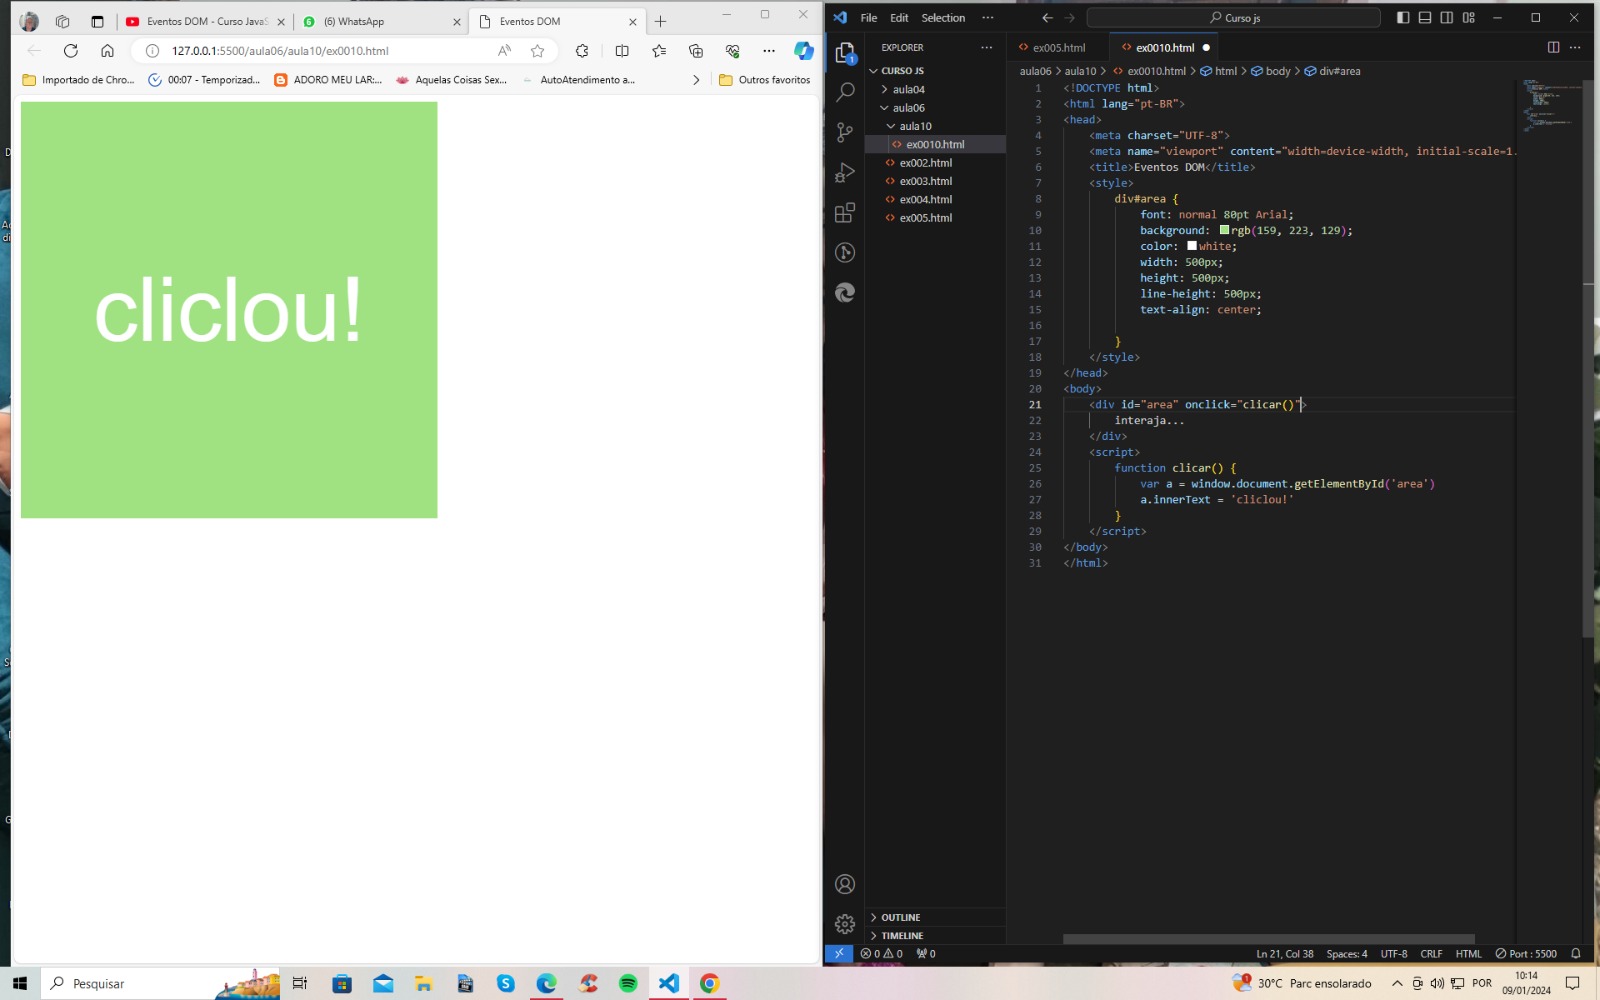 Eventos DOM - Curso JavaS
(6) WhatsApp
Eventos DOM
127.0.0.1:5500/aula06/aula10/ex0010.html
Importado de Chro...
00:07 - Temporizad...
ADORO MEU LAR:...
Aquelas Coisas Sex...
AutoAtendimento a...
Outros favoritos
cliclou!
File Edit Selection ...
Curso js
EXPLORER
CURSO JS
aula04
aula06
aula10
ex0010.html
ex002.html
ex003.html
ex004.html
ex005.html
OUTLINE
TIMELINE
ex005.html
ex0010.html
aula06 > aula10 > ex0010.html > html > body > div#area
1 <!DOCTYPE html>
2 <html lang="pt-BR">
3 <head>
4 <meta charset="UTF-8">
5 <meta name="viewport" content="width=device-width, initial-scale=1.
6 <title>Eventos DOM</title>
7 <style>
8 div#area {
9 font: normal 80pt Arial;
10 background: rgb(159, 223, 129);
11 color: white;
12 width: 500px;
13 height: 500px;
14 line-height: 500px;
15 text-align: center;
16
17 }
18 </style>
19 </head>
20 <body>
21 <div id="area" onclick="clicar()">
22 interaja...
23 </div>
24 <script>
25 function clicar() {
26 var a = window.document.getElementById('area')
27 a.innerText = 'cliclou!'
28 }
29 </script>
30 </body>
31 </html>
0 0 0
Ln 21, Col 38 Spaces: 4 UTF-8 CRLF HTML Port : 5500
Pesquisar
30°C Parc ensolarado
POR
10:14
09/01/2024